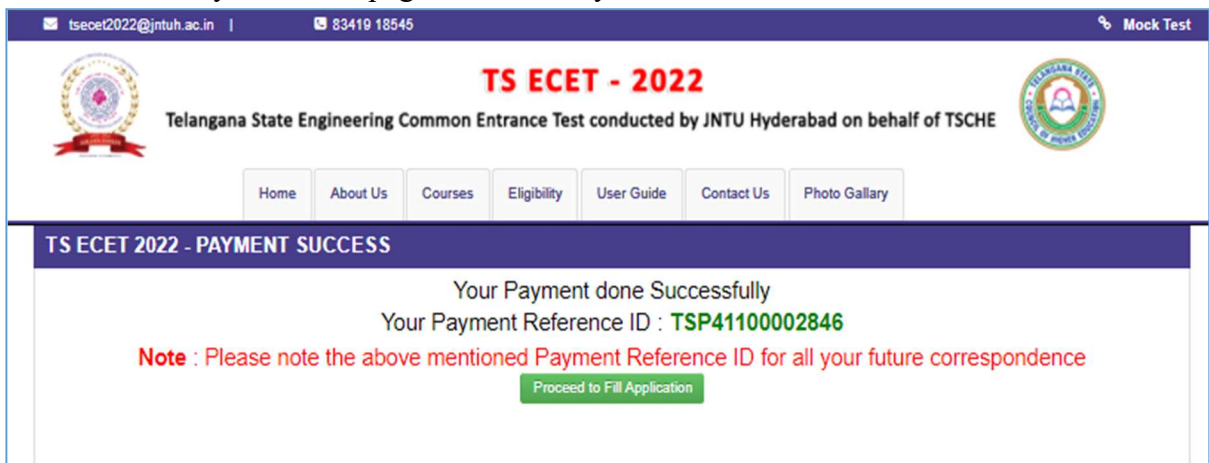 tsecet2022@jntuh.ac.in | 83419 18545 Mock Test
TS ECET - 2022
Telangana State Engineering Common Entrance Test conducted by JNTU Hyderabad on behalf of TSCHE
Home About Us Courses Eligibility User Guide Contact Us Photo Gallary
TS ECET 2022 - PAYMENT SUCCESS
Your Payment done Successfully
Your Payment Reference ID : TSP41100002846
Note : Please note the above mentioned Payment Reference ID for all your future correspondence
Proceed to Fill Application